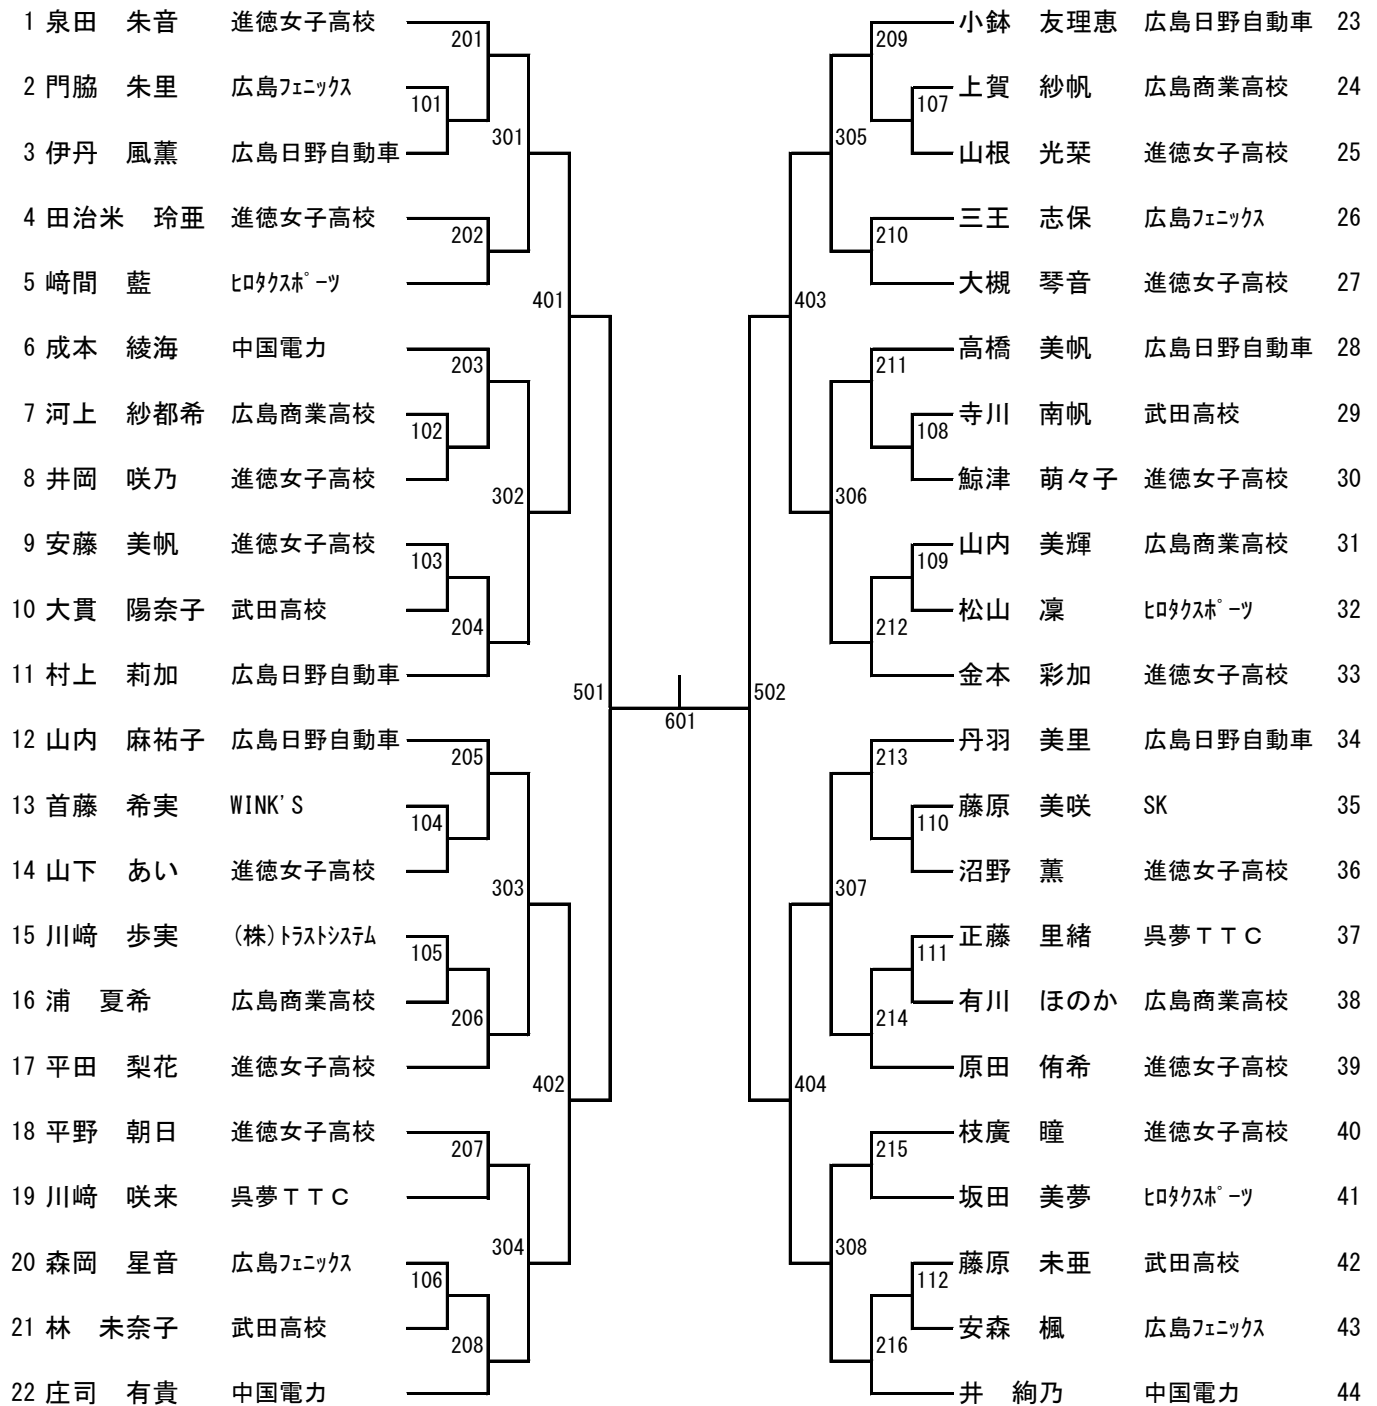 1 泉田　朱音　進徳女子高校
201
2 門脇　朱里　広島ﾌｪﾆｯｸｽ
101
301
3 伊丹　風薫　広島日野自動車
4 田治米　玲亜　進徳女子高校
202
5 﨑間　藍　ﾋﾛﾀｸｽﾎﾟｰﾂ
401
6 成本　綾海　中国電力
203
7 河上　紗都希　広島商業高校
102
8 井岡　咲乃　進徳女子高校
302
9 安藤　美帆　進徳女子高校
103
10 大貫　陽奈子　武田高校
204
11 村上　莉加　広島日野自動車
501
12 山内　麻祐子　広島日野自動車
205
13 首藤　希実　WINK'S
104
14 山下　あい　進徳女子高校
303
15 川﨑　歩実　(株)ﾄﾗｽﾄｼｽﾃﾑ
105
16 浦　夏希　広島商業高校
206
17 平田　梨花　進徳女子高校
402
18 平野　朝日　進徳女子高校
207
19 川﨑　咲来　呉夢ＴＴＣ
304
20 森岡　星音　広島ﾌｪﾆｯｸｽ
106
21 林　未奈子　武田高校
208
22 庄司　有貴　中国電力
601
小鉢　友理恵　広島日野自動車　23
209
上賀　紗帆　広島商業高校　24
107
305
山根　光栞　進徳女子高校　25
三王　志保　広島ﾌｪﾆｯｸｽ　26
210
大槻　琴音　進徳女子高校　27
403
高橋　美帆　広島日野自動車　28
211
寺川　南帆　武田高校　29
108
鯨津　萌々子　進徳女子高校　30
306
山内　美輝　広島商業高校　31
109
松山　凜　ﾋﾛﾀｸｽﾎﾟｰﾂ　32
212
金本　彩加　進徳女子高校　33
502
丹羽　美里　広島日野自動車　34
213
藤原　美咲　SK　35
110
沼野　薫　進徳女子高校　36
307
正藤　里緒　呉夢ＴＴＣ　37
111
有川　ほのか　広島商業高校　38
214
原田　侑希　進徳女子高校　39
404
枝廣　瞳　進徳女子高校　40
215
坂田　美夢　ﾋﾛﾀｸｽﾎﾟｰﾂ　41
308
藤原　未亜　武田高校　42
112
安森　楓　広島ﾌｪﾆｯｸｽ　43
216
井　絢乃　中国電力　44